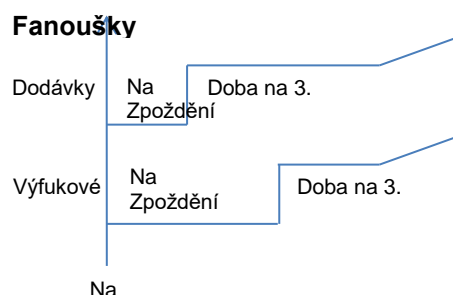 Fanoušky
Dodávky
Na
Zpoždění
Doba na 3.
Výfukové
Na
Zpoždění
Doba na 3.
Na